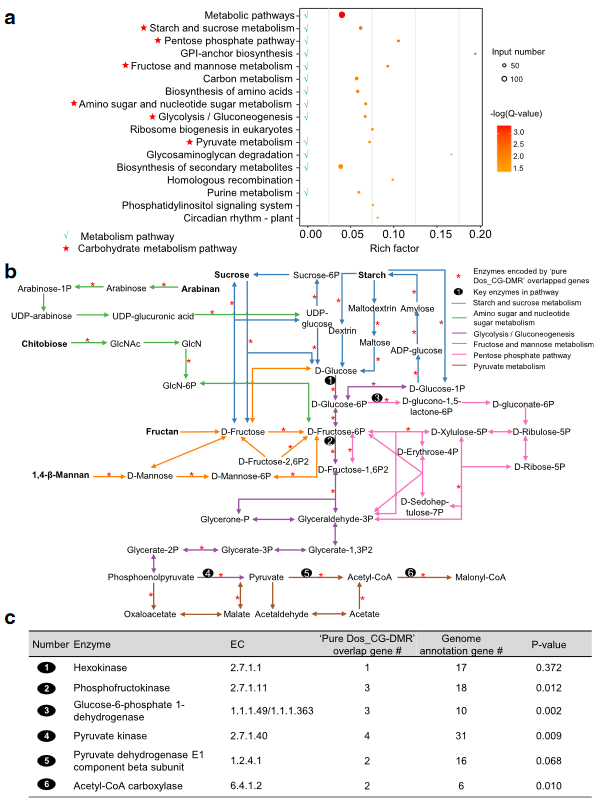 a
Metabolic pathways
★ Starch and sucrose metabolism
★ Pentose phosphate pathway
GPI-anchor biosynthesis
★ Fructose and mannose metabolism
Carbon metabolism
Biosynthesis of amino acids
★ Amino sugar and nucleotide sugar metabolism
★ Glycolysis / Gluconeogenesis
Ribosome biogenesis in eukaryotes
★ Pyruvate metabolism
Glycosaminoglycan degradation
Biosynthesis of secondary metabolites
Homologous recombination
Purine metabolism
Phosphatidylinositol signaling system
Circadian rhythm - plant
0.00 0.05 0.10 0.15 0.20
Rich factor
√ Metabolism pathway
★ Carbohydrate metabolism pathway
Input number
50
100
-log(Q-value)
3.0
2.5
2.0
1.5
b
Sucrose Sucrose-6P Starch
Arabinose-1P Arabinose Arabinan
UDP-arabinose UDP-glucuronic acid UDP-glucose
Maltodextrin Amylose
Dextrin
Maltose
ADP-glucose
Chitobiose GlcNAc GlcN
GlcN-6P
D-Glucose
1
D-Glucose-1P
D-Glucose-6P 3 D-glucono-1,5-lactone-6P D-gluconate-6P
Fructan D-Fructose D-Fructose-6P D-Xylulose-5P D-Ribulose-5P
2
D-Erythrose-4P
D-Fructose-2,6P2
D-Fructose-1,6P2 D-Ribose-5P
1,4-β-Mannan D-Mannose D-Mannose-6P
D-Sedoheptulose-7P
Glycerone-P Glyceraldehyde-3P
Glycerate-2P Glycerate-3P Glycerate-1,3P2
Phosphoenolpyruvate 4 Pyruvate 5 Acetyl-CoA 6 Malonyl-CoA
Oxaloacetate Malate Acetaldehyde Acetate
* Enzymes encoded by 'pure
Dos_CG-DMR' overlapped genes
1 Key enzymes in pathway
Starch and sucrose metabolism
Amino sugar and nucleotide
sugar metabolism
Glycolysis / Gluconeogenesis
Fructose and mannose metabolism
Pentose phosphate pathway
Pyruvate metabolism
c
Number Enzyme EC 'Pure Dos_CG-DMR' overlap gene # Genome annotation gene # P-value
1 Hexokinase 2.7.1.1 1 17 0.372
2 Phosphofructokinase 2.7.1.11 3 18 0.012
3 Glucose-6-phosphate 1-dehydrogenase 1.1.1.49/1.1.1.363 3 10 0.002
4 Pyruvate kinase 2.7.1.40 4 31 0.009
5 Pyruvate dehydrogenase E1 component beta subunit 1.2.4.1 2 16 0.068
6 Acetyl-CoA carboxylase 6.4.1.2 2 6 0.010